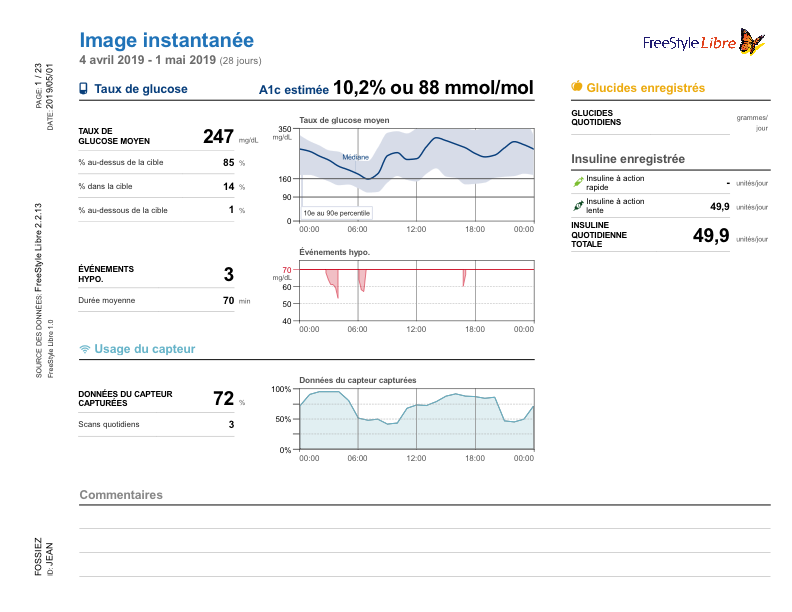 Image instantanée
4 avril 2019 - 1 mai 2019 (28 jours)
FreeStyle Libre
PAGE: 1 / 23
DATE: 2019/05/01
SOURCE DES DONNÉES: FreeStyle Libre 2.2.13
FreeStyle Libre 1.0
FOSSIEZ
ID: JEAN
Taux de glucose
A1c estimée 10,2% ou 88 mmol/mol
TAUX DE
GLUCOSE MOYEN 247 mg/dL
% au-dessus de la cible 85 %
% dans la cible 14 %
% au-dessous de la cible 1 %
Taux de glucose moyen
350
mg/dL
160
90
0
Médiane
10e au 90e percentile
00:00 06:00 12:00 18:00 00:00
ÉVÉNEMENTS
HYPO. 3
Durée moyenne 70 min
Événements hypo.
70
mg/dL
60
50
40
00:00 06:00 12:00 18:00 00:00
Usage du capteur
DONNÉES DU CAPTEUR
CAPTURÉES 72 %
Scans quotidiens 3
Données du capteur capturées
100%
50%
0%
00:00 06:00 12:00 18:00 00:00
Glucides enregistrés
GLUCIDES
QUOTIDIENS
grammes/
jour
Insuline enregistrée
Insuline à action
rapide - unités/jour
Insuline à action
lente 49,9 unités/jour
INSULINE
QUOTIDIENNE
TOTALE 49,9 unités/jour
Commentaires